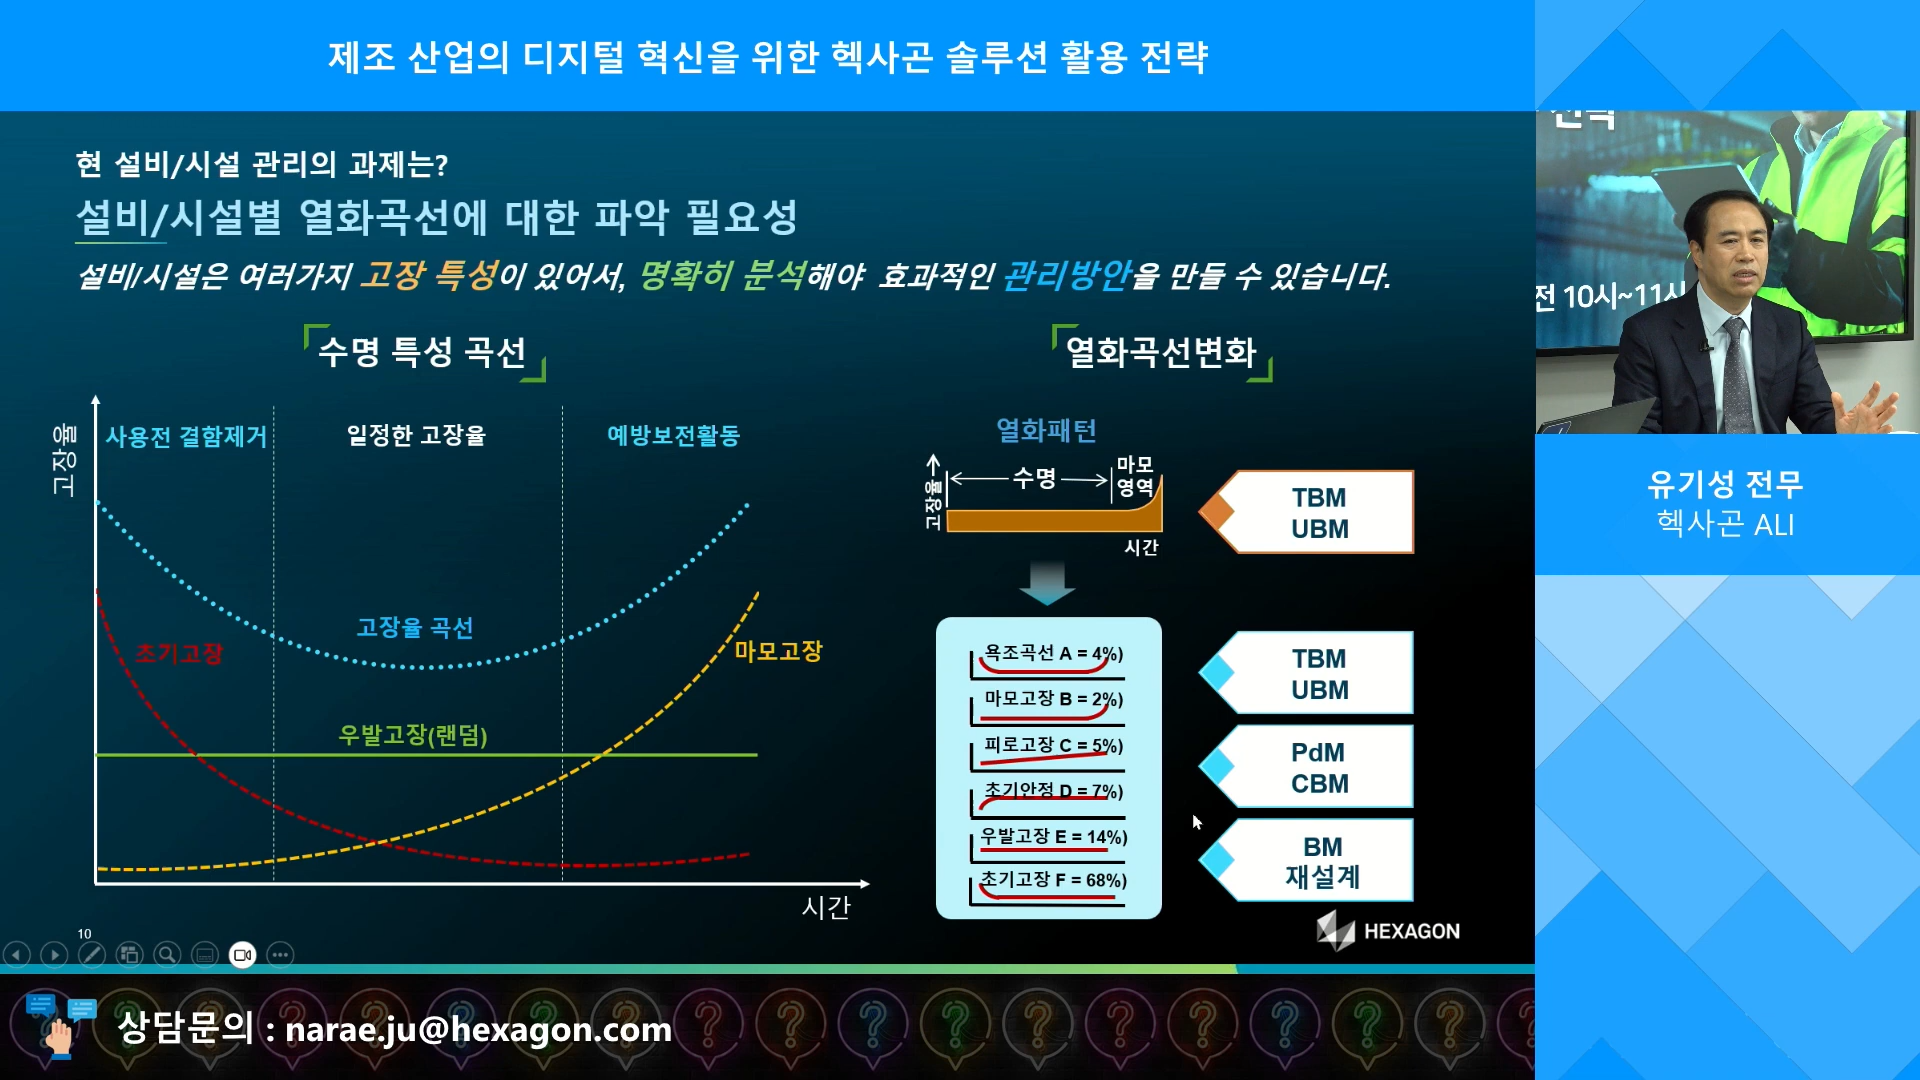 제조 산업의 디지털 혁신을 위한 헥사곤 솔루션 활용 전략
현 설비/시설 관리의 과제는?
설비/시설별 열화곡선에 대한 파악 필요성
설비/시설은 여러가지 고장 특성이 있어서, 명확히 분석해야 효과적인 관리방안을 만들 수 있습니다.
수명 특성 곡선
고장율
사용전 결함제거
일정한 고장율
예방보전활동
고장율 곡선
초기고장
마모고장
우발고장(랜덤)
시간
열화곡선변화
열화패턴
고장율
수명
마모
영역
시간
TBM
UBM
욕조곡선 A = 4%)
마모고장 B = 2%)
피로고장 C = 5%)
초기안정 D = 7%)
우발고장 E = 14%)
초기고장 F = 68%)
TBM
UBM
PdM
CBM
BM
재설계
HEXAGON
10
전 10시~11시
유기성 전무
헥사곤 ALI
상담문의 : narae.ju@hexagon.com